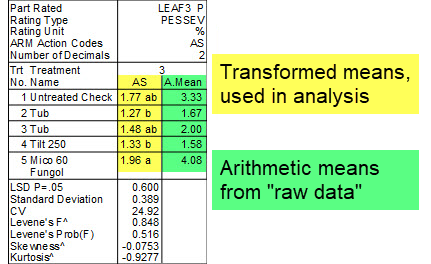 Part Rated LEAF3 P
Rating Type PESSEV
Rating Unit %
ARM Action Codes AS
Number of Decimals 2
Trt Treatment 3
No. Name AS A.Mean
1 Untreated Check 1.77 ab 3.33
2 Tub 1.27 b 1.67
3 Tub 1.48 ab 2.00
4 Tilt 250 1.33 b 1.58
5 Mico 60 1.96 a 4.08
Fungol
LSD P=.05 0.600
Standard Deviation 0.389
CV 24.92
Levene's F^ 0.848
Levene's Prob(F) 0.516
Skewness^ -0.0753
Kurtosis^ -0.9277
Transformed means,
used in analysis
Arithmetic means
from "raw data"